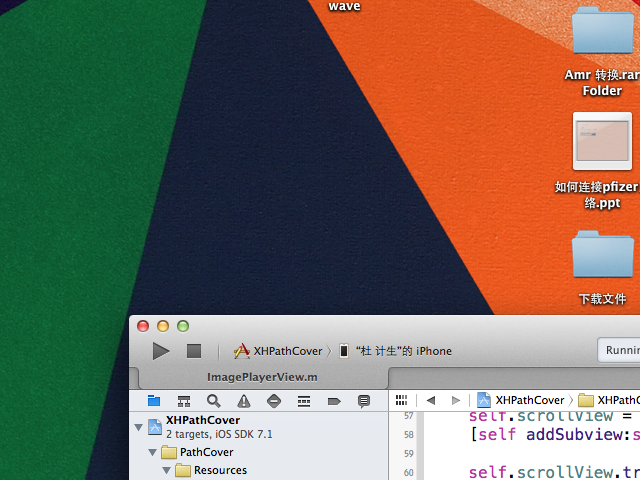 wave
Amr 转换.rar
Folder
如何连接pfizer
络.ppt
下载文件
XHPathCover
“杜 计生”的 iPhone
Runnin
ImagePlayerView.m
XHPathCover
XHPathC
XHPathCover
2 targets, iOS SDK 7.1
PathCover
Resources
57
self.scrollView =
58
[self addSubview:s
59
60
self.scrollView.tr